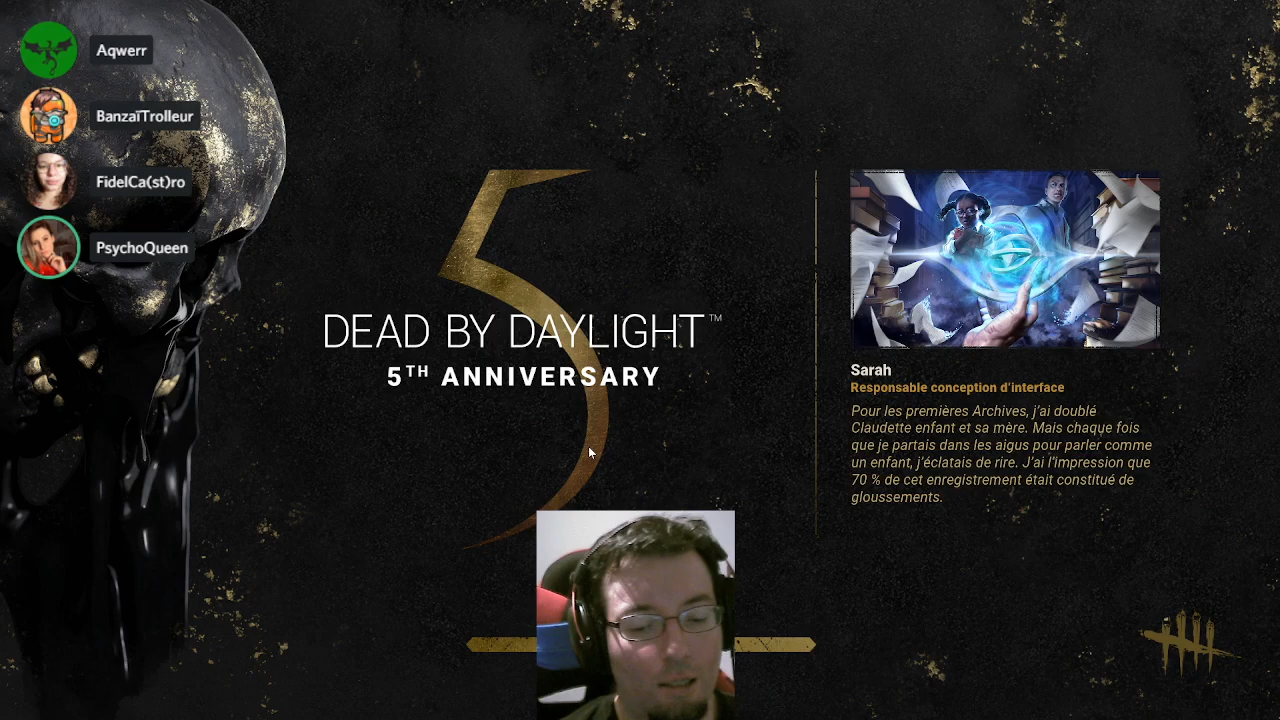 Aqwerr
BanzaïTrolleur
FidelCa(st)ro
PsychoQueen
DEAD BY DAYLIGHT™
5TH ANNIVERSARY
Sarah
Responsable conception d'interface
Pour les premières Archives, j'ai doublé
Claudette enfant et sa mère. Mais chaque fois
que je partais dans les aigus pour parler comme
un enfant, j'éclatais de rire. J'ai l'impression que
70 % de cet enregistrement était constitué de
gloussements.